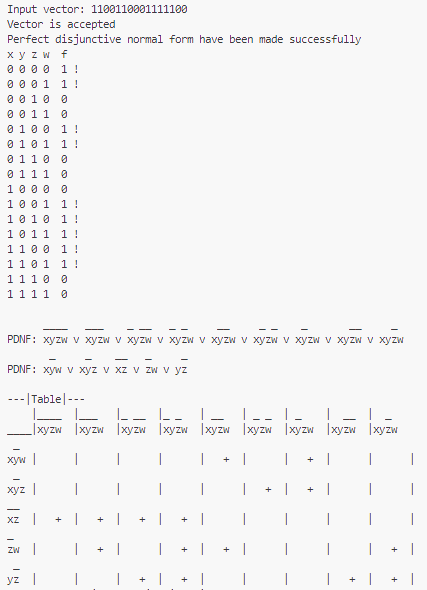 Input vector: 1100110001111100
Vector is accepted
Perfect disjunctive normal form have been made successfully
x y z w  f
0 0 0 0  1 !
0 0 0 1  1 !
0 0 1 0  0
0 0 1 1  0
0 1 0 0  1 !
0 1 0 1  1 !
0 1 1 0  0
0 1 1 1  0
1 0 0 0  0
1 0 0 1  1 !
1 0 1 0  1 !
1 0 1 1  1 !
1 1 0 0  1 !
1 1 0 1  1 !
1 1 1 0  0
1 1 1 1  0
      ____   ___    _ __   _ _     __     _ _    _      __     _
PDNF: xyzw v xyzw v xyzw v xyzw v xyzw v xyzw v xyzw v xyzw v xyzw
       _    _    __   _    _
PDNF: xyw v xyz v xz v zw v yz
---|Table|---
    |____  |___   |_ __  |_ _   | __   | _ _  | _    |  __  |  _
____|xyzw  |xyzw  |xyzw  |xyzw  |xyzw  |xyzw  |xyzw  |xyzw  |xyzw
 _
xyw |      |      |      |      |   +  |      |   +  |      |      |
 _
xyz |      |      |      |      |      |   +  |   +  |      |      |
__
xz  |   +  |   +  |   +  |   +  |      |      |      |      |      |
_
zw  |      |   +  |      |   +  |   +  |      |      |      |   +  |
 _
yz  |      |      |   +  |   +  |      |      |      |   +  |   +  |